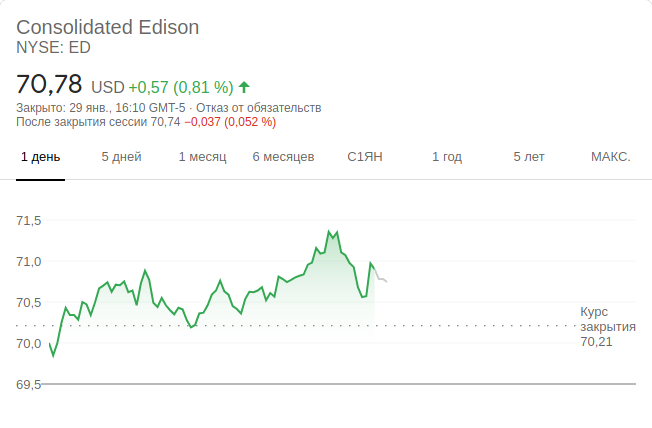 Consolidated Edison
NYSE: ED
70,78 USD +0,57 (0,81 %)
Закрыто: 29 янв., 16:10 GMT-5 · Отказ от обязательств
После закрытия сессии 70,74 −0,037 (0,052 %)
1 день 5 дней 1 месяц 6 месяцев С1ЯН 1 год 5 лет МАКС.
71,5
71,0
70,5
Курс
закрытия
70,21
70,0
69,5